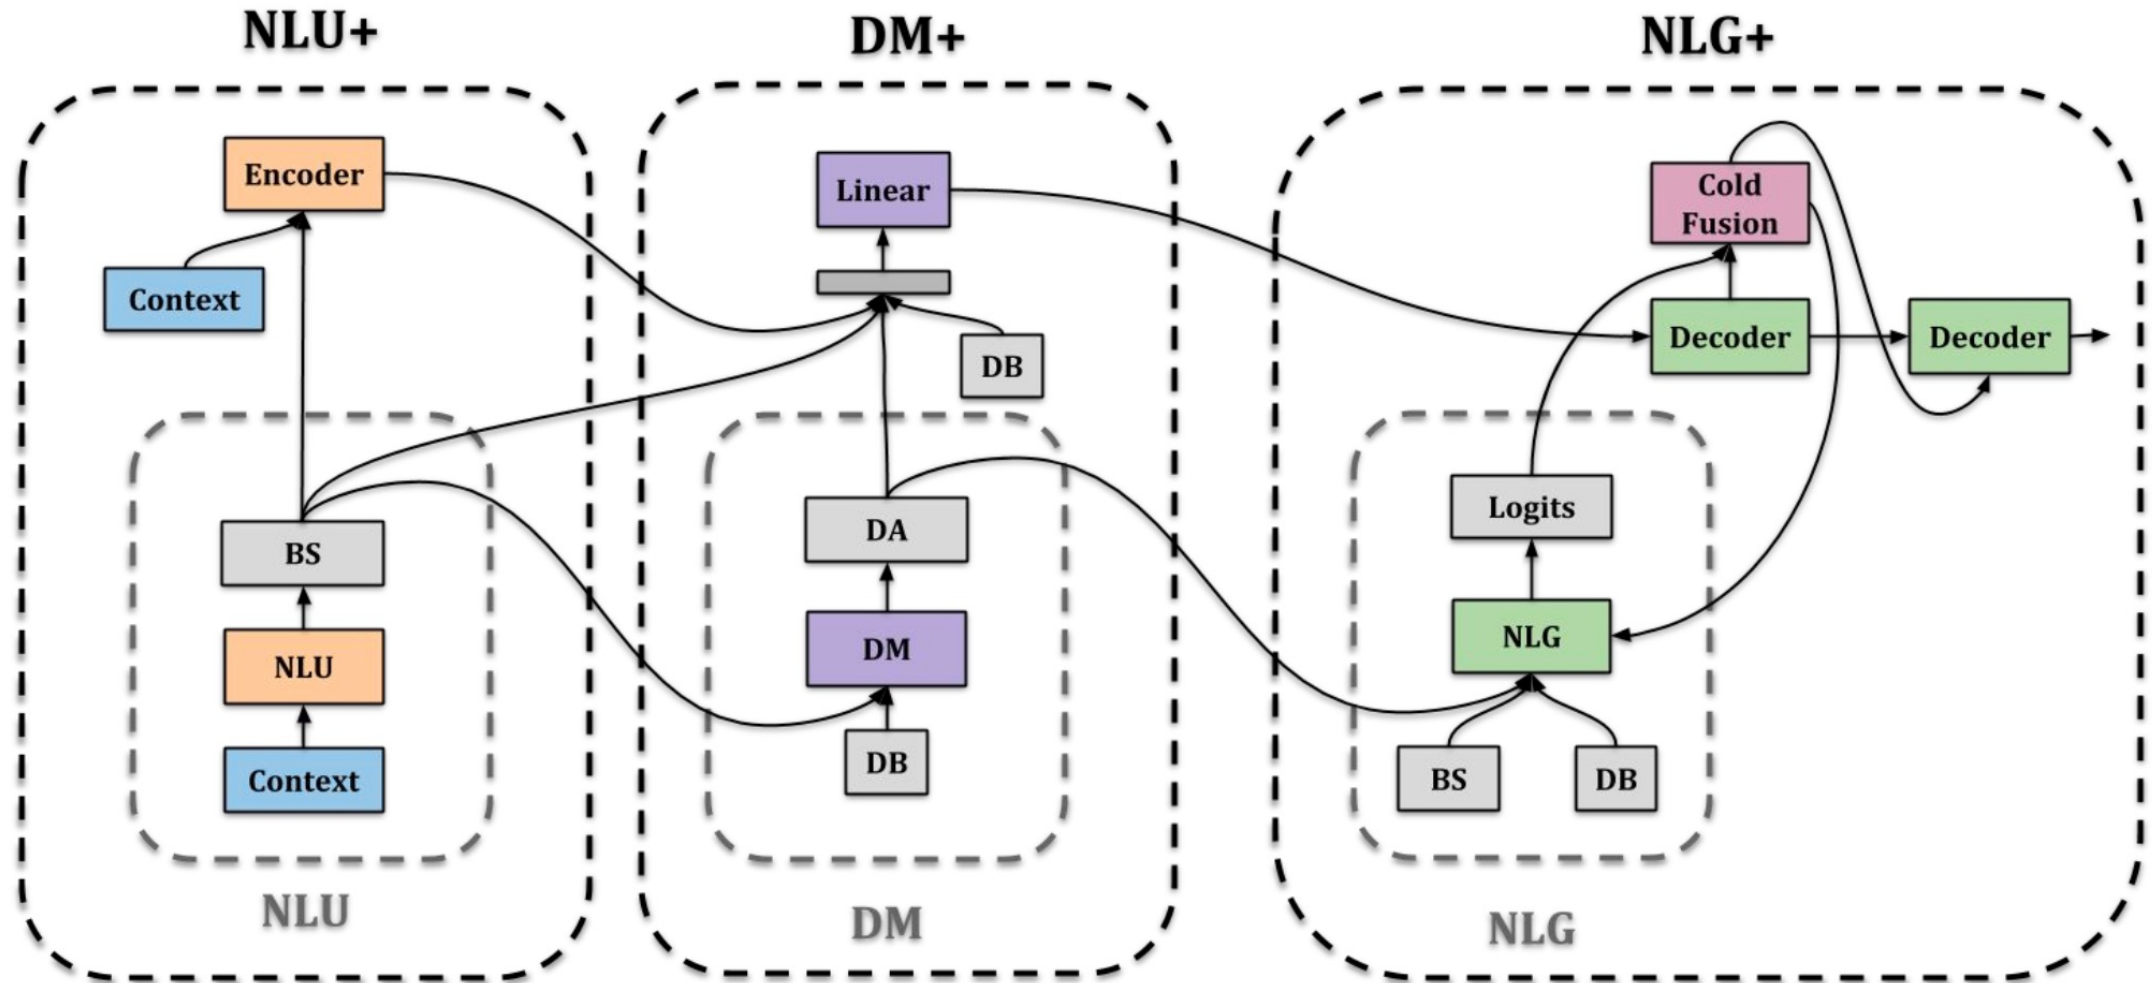 NLU+
Encoder
Context
BS
NLU
Context
NLU
DM+
Linear
DB
DA
DM
DB
DM
NLG+
Cold
Fusion
Decoder
Decoder
Logits
NLG
BS
DB
NLG